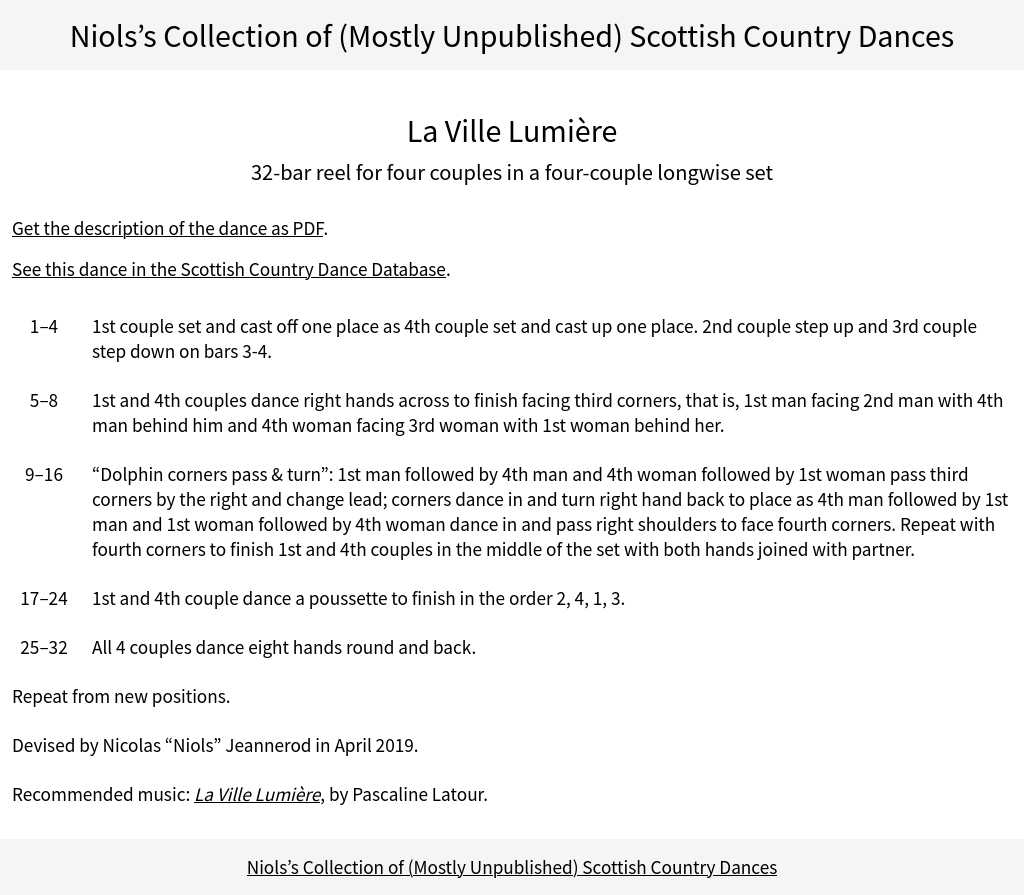 Niols’s Collection of (Mostly Unpublished) Scottish Country Dances
La Ville Lumière
32-bar reel for four couples in a four-couple longwise set
Get the description of the dance as PDF.
See this dance in the Scottish Country Dance Database.
1–4 1st couple set and cast off one place as 4th couple set and cast up one place. 2nd couple step up and 3rd couple
step down on bars 3-4.
5–8 1st and 4th couples dance right hands across to finish facing third corners, that is, 1st man facing 2nd man with 4th
man behind him and 4th woman facing 3rd woman with 1st woman behind her.
9–16 “Dolphin corners pass & turn”: 1st man followed by 4th man and 4th woman followed by 1st woman pass third
corners by the right and change lead; corners dance in and turn right hand back to place as 4th man followed by 1st
man and 1st woman followed by 4th woman dance in and pass right shoulders to face fourth corners. Repeat with
fourth corners to finish 1st and 4th couples in the middle of the set with both hands joined with partner.
17–24 1st and 4th couple dance a poussette to finish in the order 2, 4, 1, 3.
25–32 All 4 couples dance eight hands round and back.
Repeat from new positions.
Devised by Nicolas “Niols” Jeannerod in April 2019.
Recommended music: La Ville Lumière, by Pascaline Latour.
Niols’s Collection of (Mostly Unpublished) Scottish Country Dances